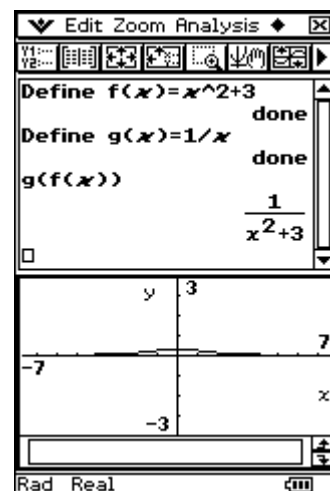 Edit Zoom Analysis ♦
Define f(x)=x^2+3
done
Define g(x)=1/x
done
g(f(x))
1
x²+3
y 3
-7 7
x
-3
Rad Real